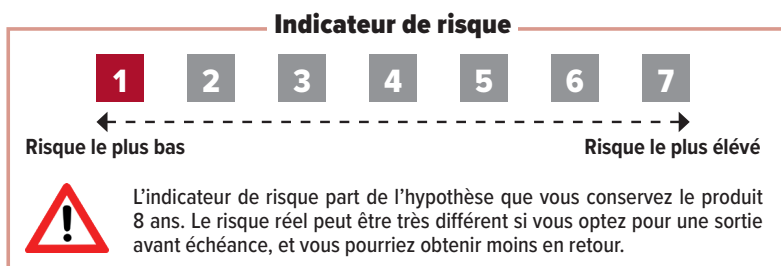 Indicateur de risque
1 2 3 4 5 6 7
Risque le plus bas Risque le plus élévé
L'indicateur de risque part de l'hypothèse que vous conservez le produit
8 ans. Le risque réel peut être très différent si vous optez pour une sortie
avant échéance, et vous pourriez obtenir moins en retour.